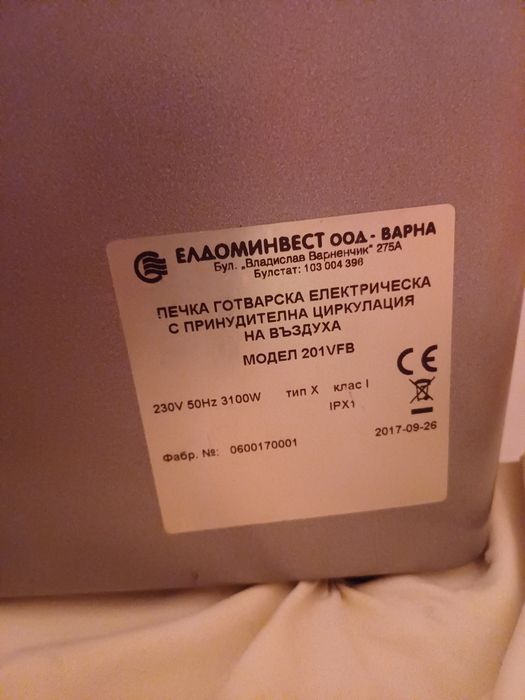 ЕЛДОМИНВЕСТ ООД - ВАРНА
Бул. „Владислав Варненчик" 275А
Булстат: 103 004 396
ПЕЧКА ГОТВАРСКА ЕЛЕКТРИЧЕСКА
С ПРИНУДИТЕЛНА ЦИРКУЛАЦИЯ
НА ВЪЗДУХА
МОДЕЛ 201VFB
CE
230V 50Hz 3100W тип X клас I
IPX1
2017-09-26
Фабр. №: 0600170001